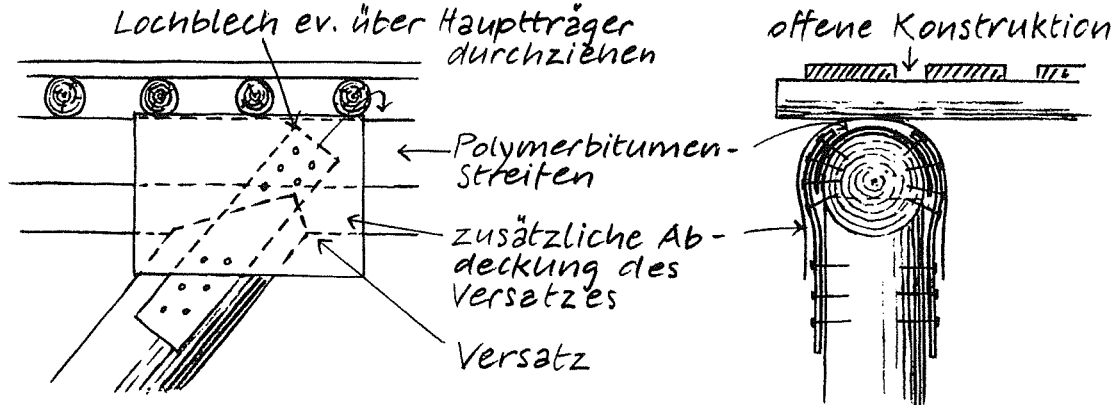 Lochblech ev. über Hauptträger
durchziehen
offene Konstruktion
Polymerbitumen-
streifen
zusätzliche Ab-
deckung des
Versatzes
Versatz